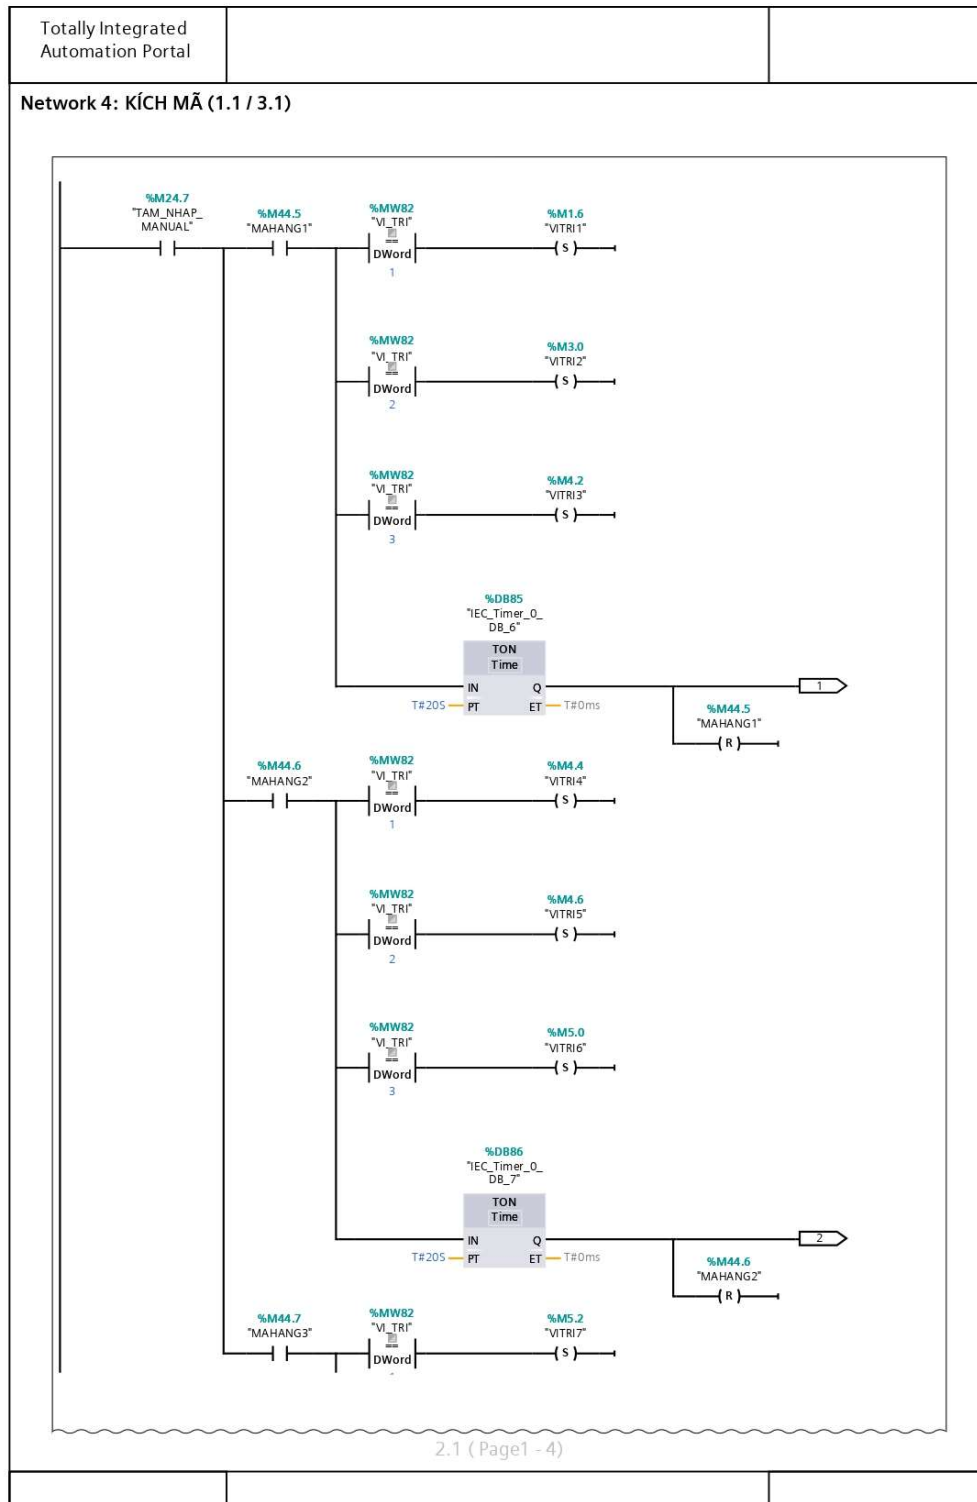 Totally Integrated
Automation Portal
Network 4: KÍCH MÃ (1.1 / 3.1)
%M24.7
"TAM_NHAP_
MANUAL"
%M44.5
"MAHANG1"
%MW82
"VI_TRI"
==
DWord
1
%M1.6
"VITRI1"
S
%MW82
"VI_TRI"
==
DWord
2
%M3.0
"VITRI2"
S
%MW82
"VI_TRI"
==
DWord
3
%M4.2
"VITRI3"
S
%DB85
"IEC_Timer_0_
DB_6"
TON
Time
IN Q
T#20S PT ET T#0ms
1
%M44.5
"MAHANG1"
R
%M44.6
"MAHANG2"
%MW82
"VI_TRI"
==
DWord
1
%M4.4
"VITRI4"
S
%MW82
"VI_TRI"
==
DWord
2
%M4.6
"VITRI5"
S
%MW82
"VI_TRI"
==
DWord
3
%M5.0
"VITRI6"
S
%DB86
"IEC_Timer_0_
DB_7"
TON
Time
IN Q
T#20S PT ET T#0ms
2
%M44.6
"MAHANG2"
R
%M44.7
"MAHANG3"
%MW82
"VI_TRI"
==
DWord
%M5.2
"VITRI7"
S
2.1 ( Page1 - 4)